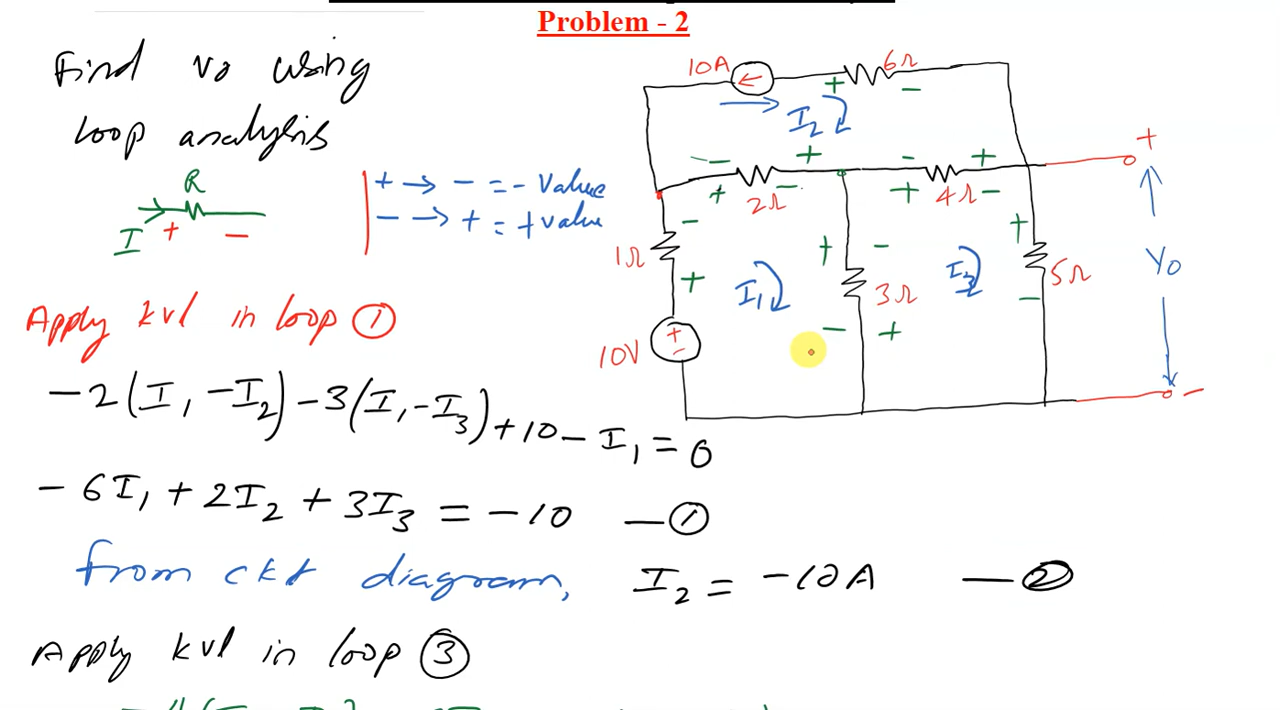 Problem - 2
Find vo using
loop analysis
R
I
+
-
+ → - = - value
- → + = + value
10A
6Ω
+ -
I2
- +
2Ω
+ -
- +
4Ω
+ -
1Ω
-
+
I1
+
-
3Ω
-
+
I3
+
-
5Ω
10V
+
-
+
Vo
-
Apply kvl in loop ①
-2(I1 - I2) - 3(I1 - I3) + 10 - I1 = 0
-6I1 + 2I2 + 3I3 = -10 —①
from ckt diagram, I2 = -10A —②
Apply kvl in loop ③